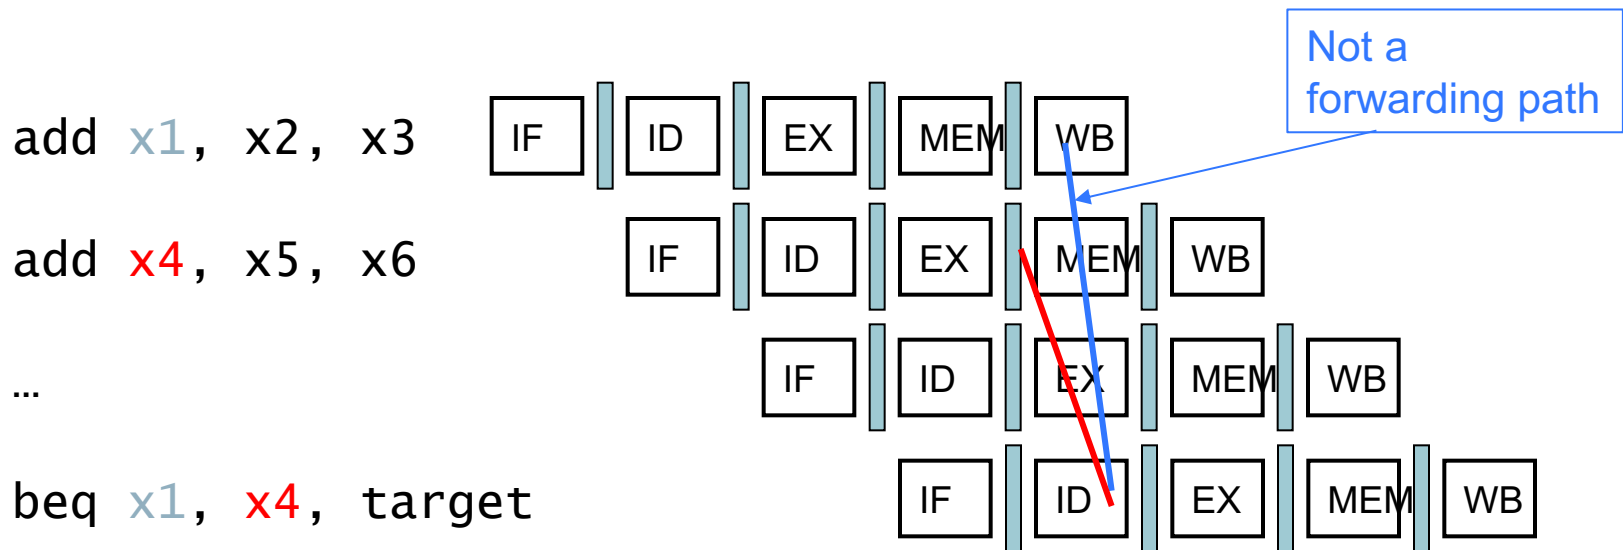 Not a
forwarding path
add x1, x2, x3 IF ID EX MEM WB
add x4, x5, x6 IF ID EX MEM WB
… IF ID EX MEM WB
beq x1, x4, target IF ID EX MEM WB